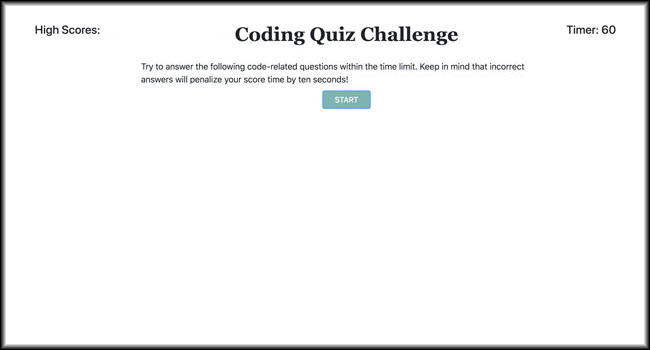 High Scores:
Coding Quiz Challenge
Timer: 60
Try to answer the following code-related questions within the time limit. Keep in mind that incorrect
answers will penalize your score time by ten seconds!
START